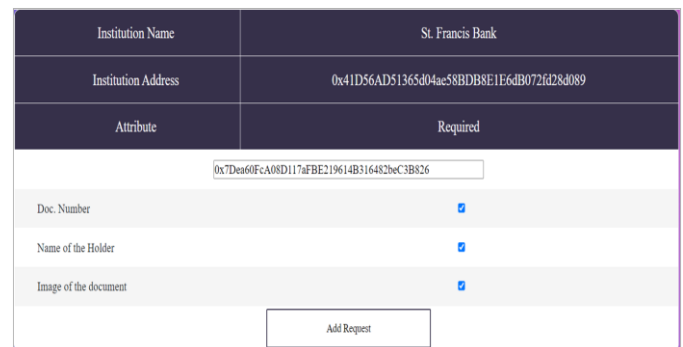 Institution Name St. Francis Bank
Institution Address 0x41D56AD51365d04ae58BDB8E1E6dB072fd28d089
Attribute Required
0x7Dea60FcA08D117aFBE219614B316482beC3B826
Doc. Number
Name of the Holder
Image of the document
Add Request